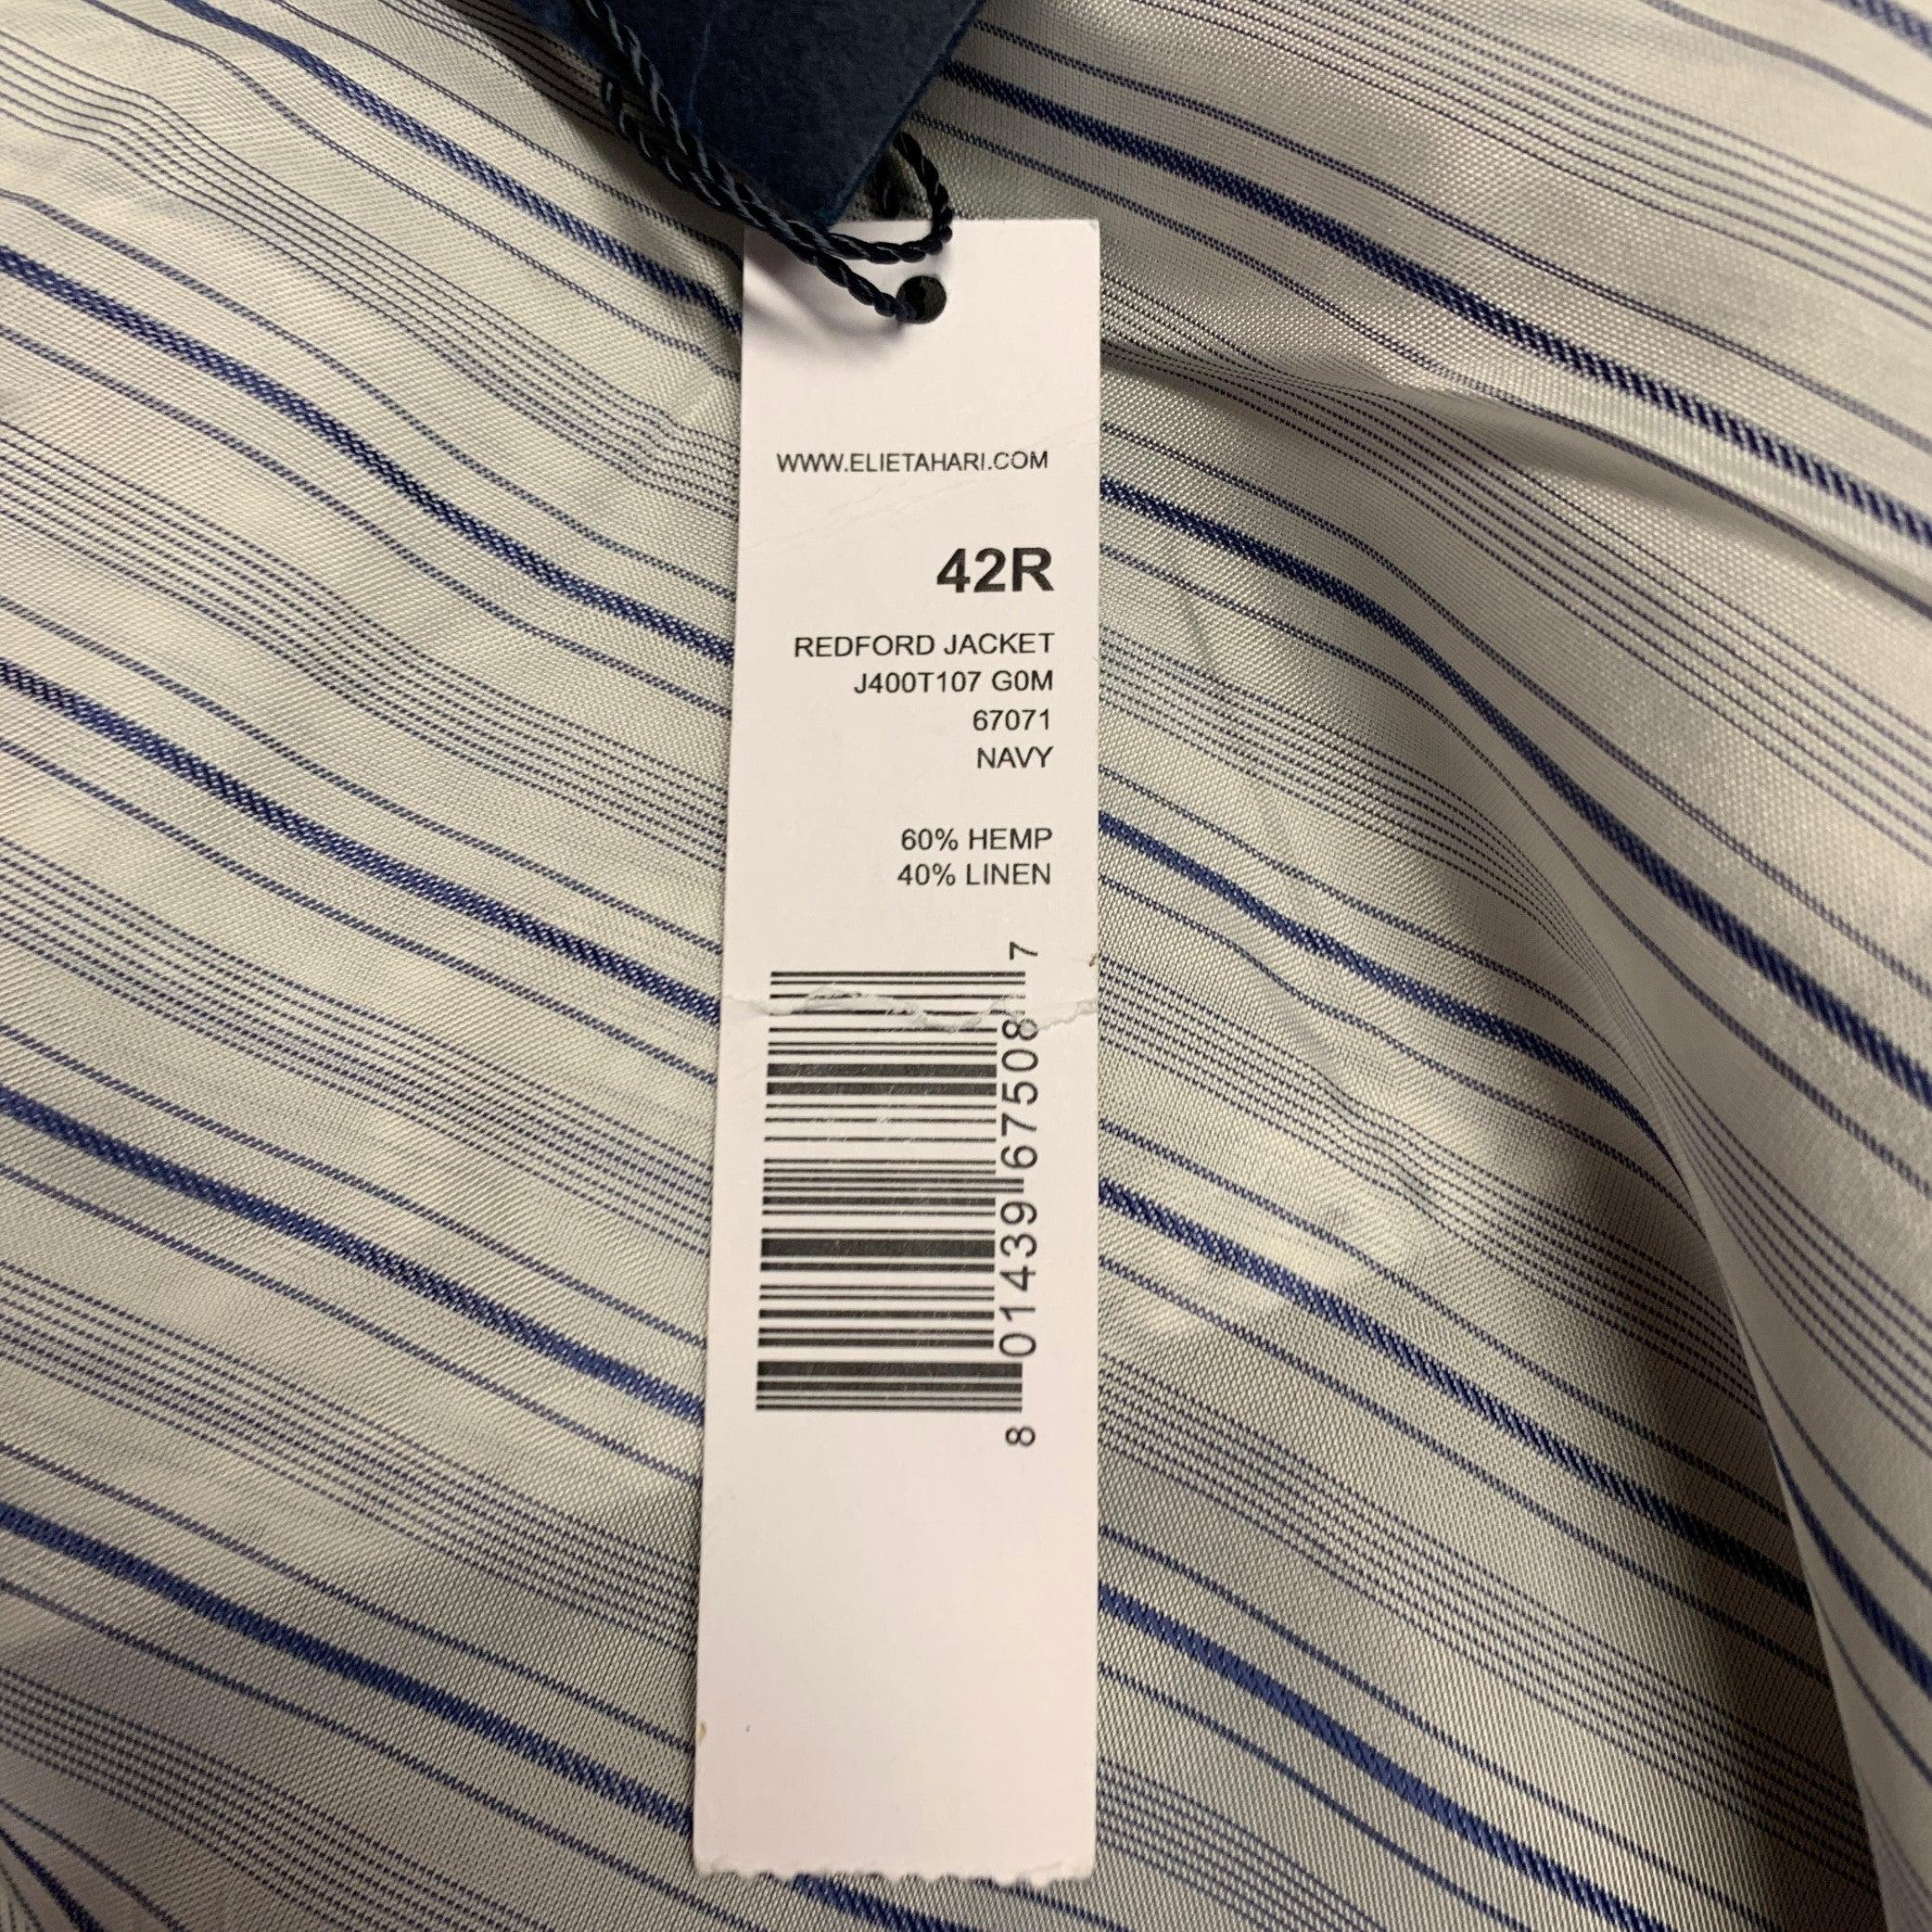 WWW.ELIETAHARI.COM
42R
REDFORD JACKET
J400T107 G0M
67071
NAVY
60% HEMP
40% LINEN
8 01439 67508 7